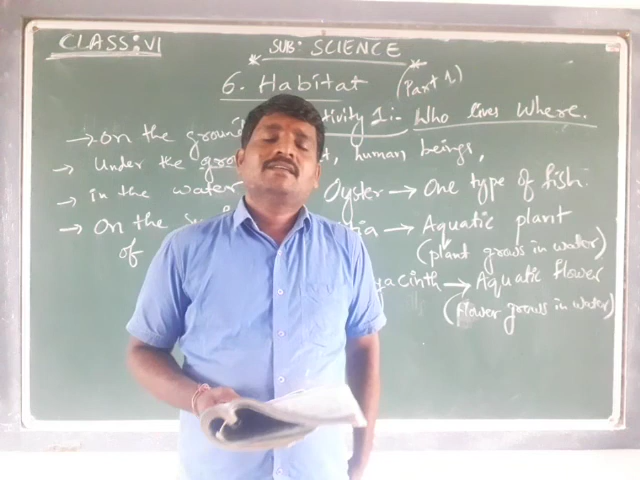 CLASS: VI
SUB: SCIENCE
6. Habitat (Part 1)
Activity 1:- Who lives Where.
→ on the ground
→ Under the ground, human beings,
→ in the water Oyster → One type of fish.
→ On the → Aquatic plant
of (plant grows in water)
→ Aquatic flower
(flower grows in water)